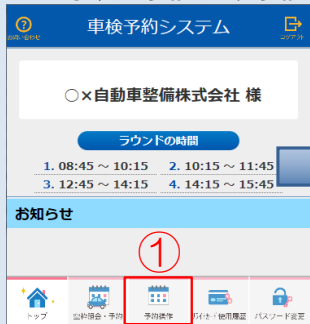 お問い合わせ
車検予約システム
ログアウト
○×自動車整備株式会社 様
ラウンドの時間
1. 08:45 ～ 10:15 2. 10:15 ～ 11:45
3. 12:45 ～ 14:15 4. 14:15 ～ 15:45
お知らせ
①
トップ 空枠照会・予約 予約操作 使用履歴 パスワード変更